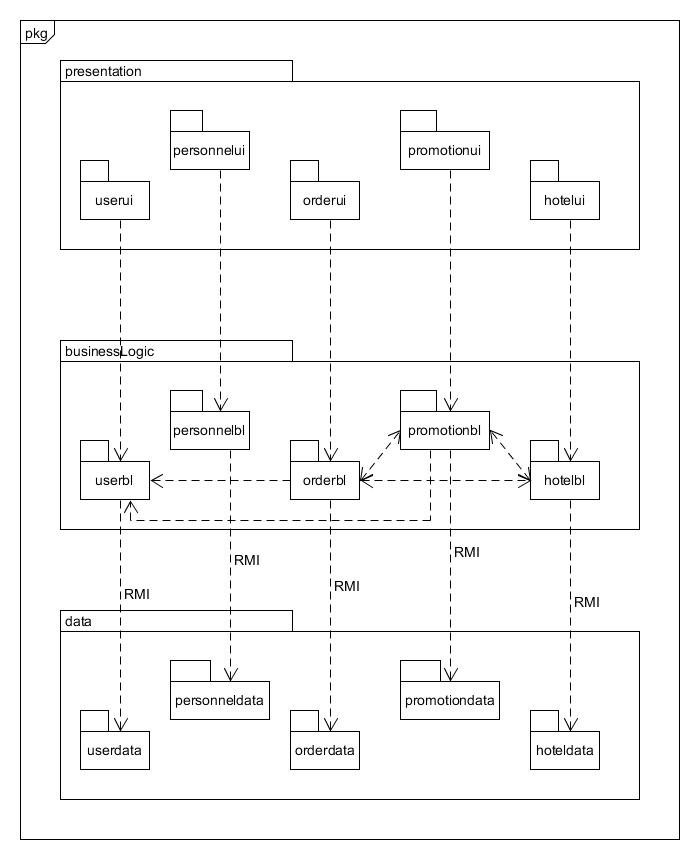 pkg
presentation
personnelui
promotionui
userui
orderui
hotelui
businessLogic
personnelbl
promotionbl
userbl
orderbl
hotelbl
RMI
RMI
RMI
RMI
RMI
data
personneldata
promotiondata
userdata
orderdata
hoteldata